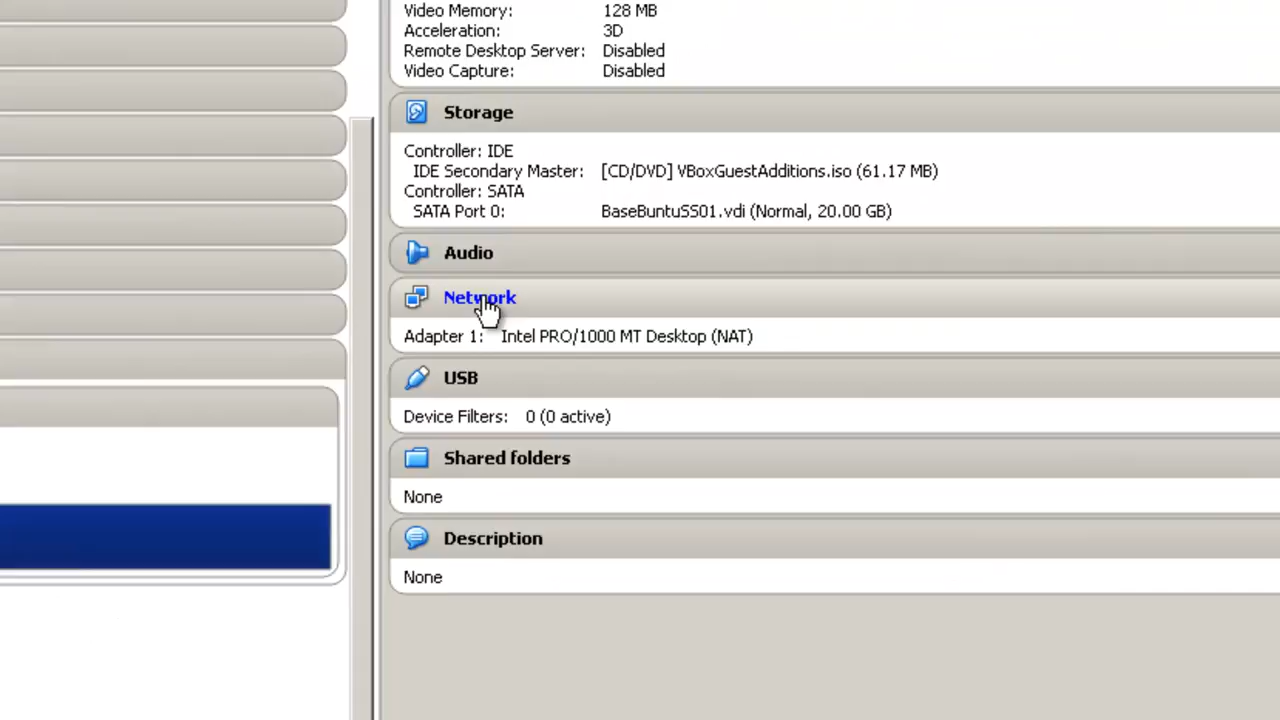 Video Memory: 128 MB
Acceleration: 3D
Remote Desktop Server: Disabled
Video Capture: Disabled
Storage
Controller: IDE
IDE Secondary Master: [CD/DVD] VBoxGuestAdditions.iso (61.17 MB)
Controller: SATA
SATA Port 0: BaseBuntuSS01.vdi (Normal, 20.00 GB)
Audio
Network
Adapter 1: Intel PRO/1000 MT Desktop (NAT)
USB
Device Filters: 0 (0 active)
Shared folders
None
Description
None